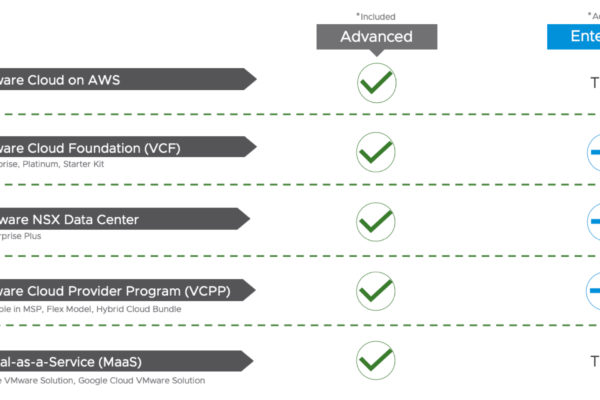 *Included
Advanced
ware Cloud on AWS
ware Cloud Foundation (VCF)
rise, Platinum, Starter Kit
ware NSX Data Center
rprise Plus
ware Cloud Provider Program (VCPP)
ble in MSP, Flex Model, Hybrid Cloud Bundle
al-as-a-Service (MaaS)
VMware Solution, Google Cloud VMware Solution